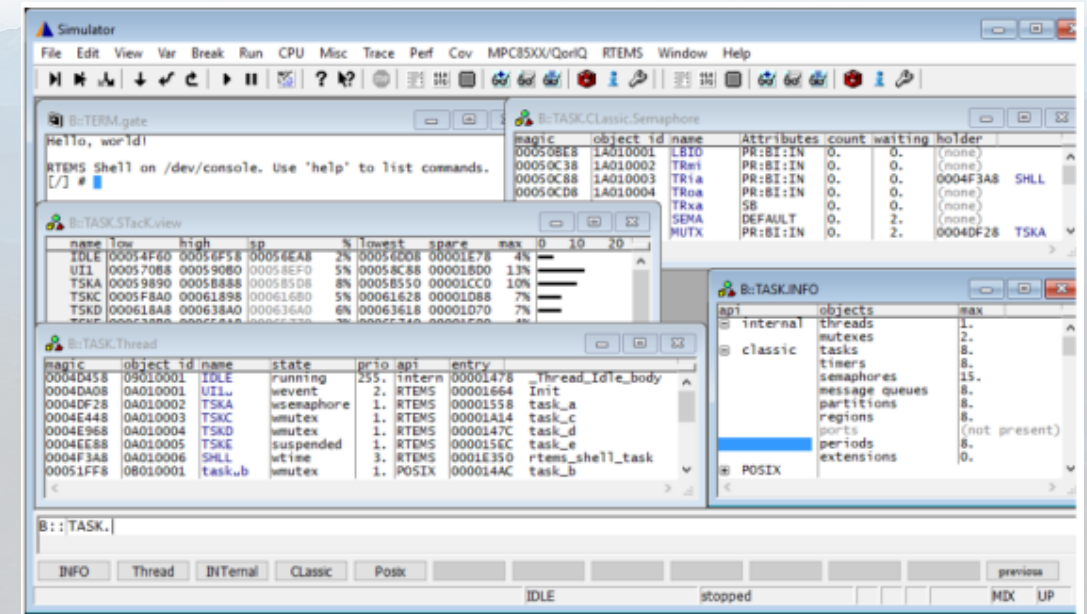 Simulator
File Edit View Var Break Run CPU Misc Trace Perf Cov MPC85XX/QorIQ RTEMS Window Help
B::TERM.gate
Hello, world!
RTEMS Shell on /dev/console. Use 'help' to list commands.
[/] #
B::TASK.CLassic.Semaphore
magic object id name Attributes count waiting holder
00050BE8 1A010001 LBIO PR:BI:IN 0. 0. (none)
00050C38 1A010002 TRmi PR:BI:IN 0. 0. (none)
00050C88 1A010003 TRia PR:BI:IN 0. 0. 0004F3A8 SHLL
00050CD8 1A010004 TRoa PR:BI:IN 0. 0. (none)
TRxa SB 0. 0. (none)
SEMA DEFAULT 0. 2. (none)
MUTX PR:BI:IN 0. 2. 0004DF28 TSKA
B::TASK.STacK.view
name low high sp % lowest spare max 0 10 20
IDLE 00054F60 00056F58 00056EA8 2% 00056DD8 00001E78 4%
UI1 000570B8 000590B0 00058EF0 5% 00058C88 00001BD0 13%
TSKA 00059890 0005B888 0005B5D8 8% 0005B550 00001CC0 10%
TSKC 0005F8A0 00061898 000616B0 5% 00061628 00001D88 7%
TSKD 000618A8 000638A0 000636A0 6% 00063618 00001D70 7%
B::TASK.Thread
magic object id name state prio api entry
0004D458 09010001 IDLE running 255. intern 00001478 _Thread_Idle_body
0004DA08 0A010001 UI1 wevent 2. RTEMS 00001664 Init
0004DF28 0A010002 TSKA wsemaphore 1. RTEMS 00001558 task_a
0004E448 0A010003 TSKC wmutex 1. RTEMS 00001A14 task_c
0004E968 0A010004 TSKD wmutex 1. RTEMS 0000147C task_d
0004EE88 0A010005 TSKE suspended 1. RTEMS 000015EC task_e
0004F3A8 0A010006 SHLL wtime 3. RTEMS 0001E350 rtems_shell_task
00051FF8 0B010001 task_b wmutex 1. POSIX 000014AC task_b
B::TASK.INFO
api objects max
internal threads 1.
mutexes 2.
classic tasks 8.
timers 8.
semaphores 15.
message queues 8.
partitions 8.
regions 8.
ports (not present)
periods 8.
extensions 0.
POSIX
B::TASK.
INFO Thread INTernal CLassic Posix previous
IDLE stopped MIX UP